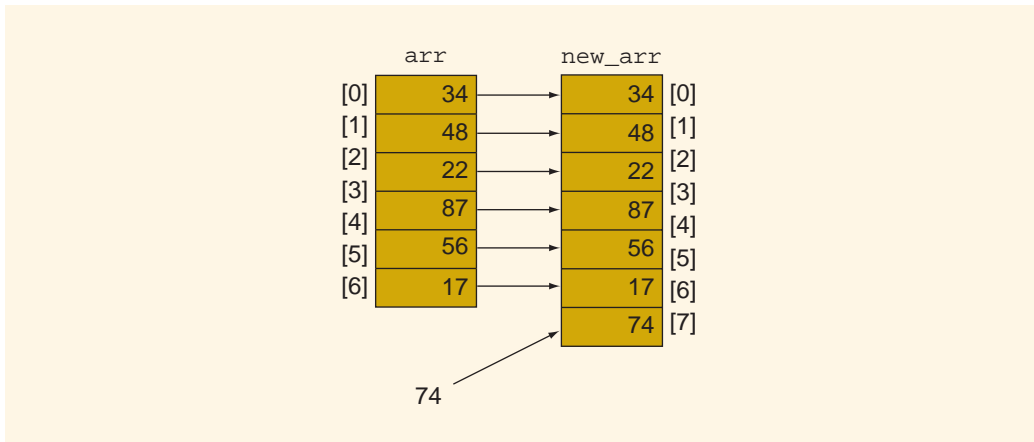 arr new_arr
[0] 34 34 [0]
[1] 48 48 [1]
[2] 22 22 [2]
[3] 87 87 [3]
[4] 56 56 [4]
[5] 17 17 [5]
[6] 74 [6]
[7]
74